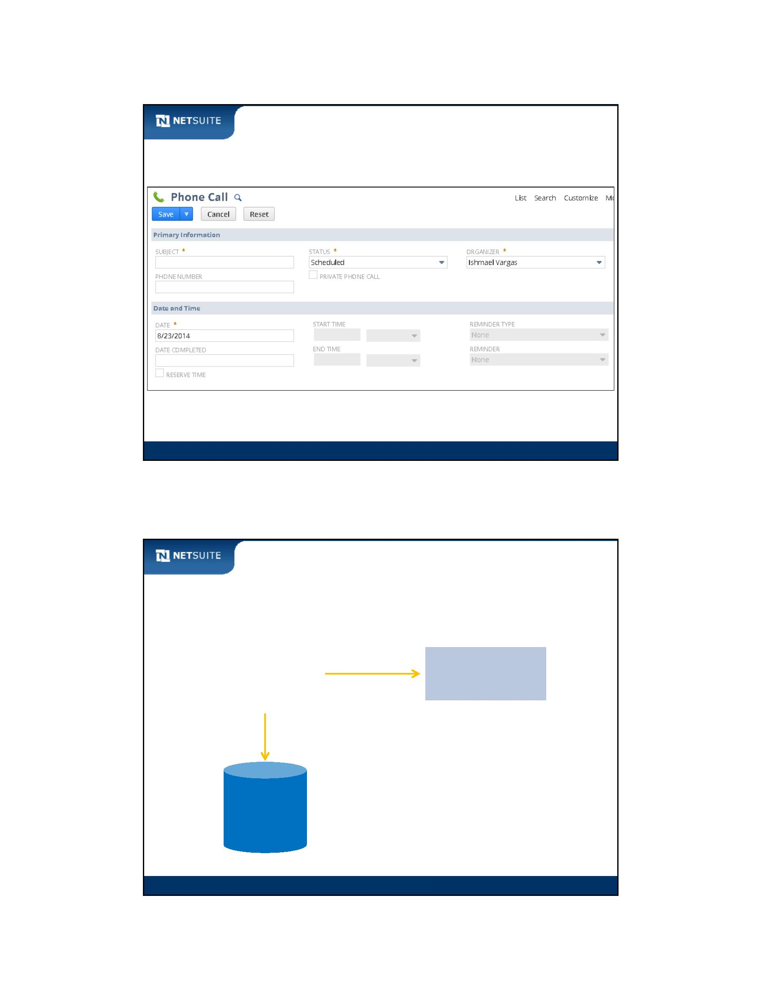 NETSUITE
Phone Call
List Search Customize Mo
Save Cancel Reset
Primary Information
SUBJECT * STATUS * ORGANIZER *
Scheduled Ishmael Vargas
PHONE NUMBER PRIVATE PHONE CALL
Date and Time
DATE * START TIME REMINDER TYPE
8/23/2014 None
DATE COMPLETED END TIME REMINDER
None
RESERVE TIME
NETSUITE